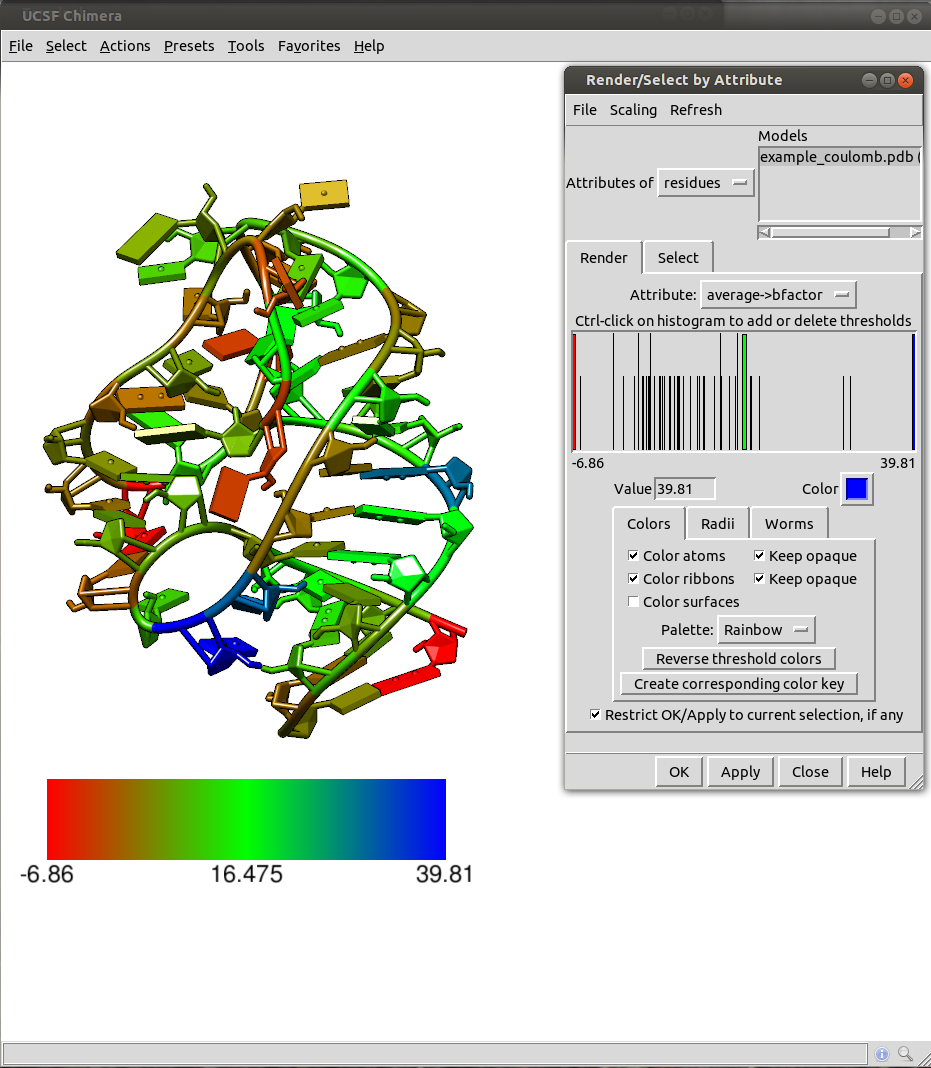 UCSF Chimera
File Select Actions Presets Tools Favorites Help
Render/Select by Attribute
File Scaling Refresh
Models
example_coulomb.pdb (
Attributes of residues
Render Select
Attribute: average->bfactor
Ctrl-click on histogram to add or delete thresholds
-6.86 39.81
Value 39.81 Color
Colors Radii Worms
Color atoms Keep opaque
Color ribbons Keep opaque
Color surfaces
Palette: Rainbow
Reverse threshold colors
Create corresponding color key
Restrict OK/Apply to current selection, if any
OK Apply Close Help
-6.86 16.475 39.81